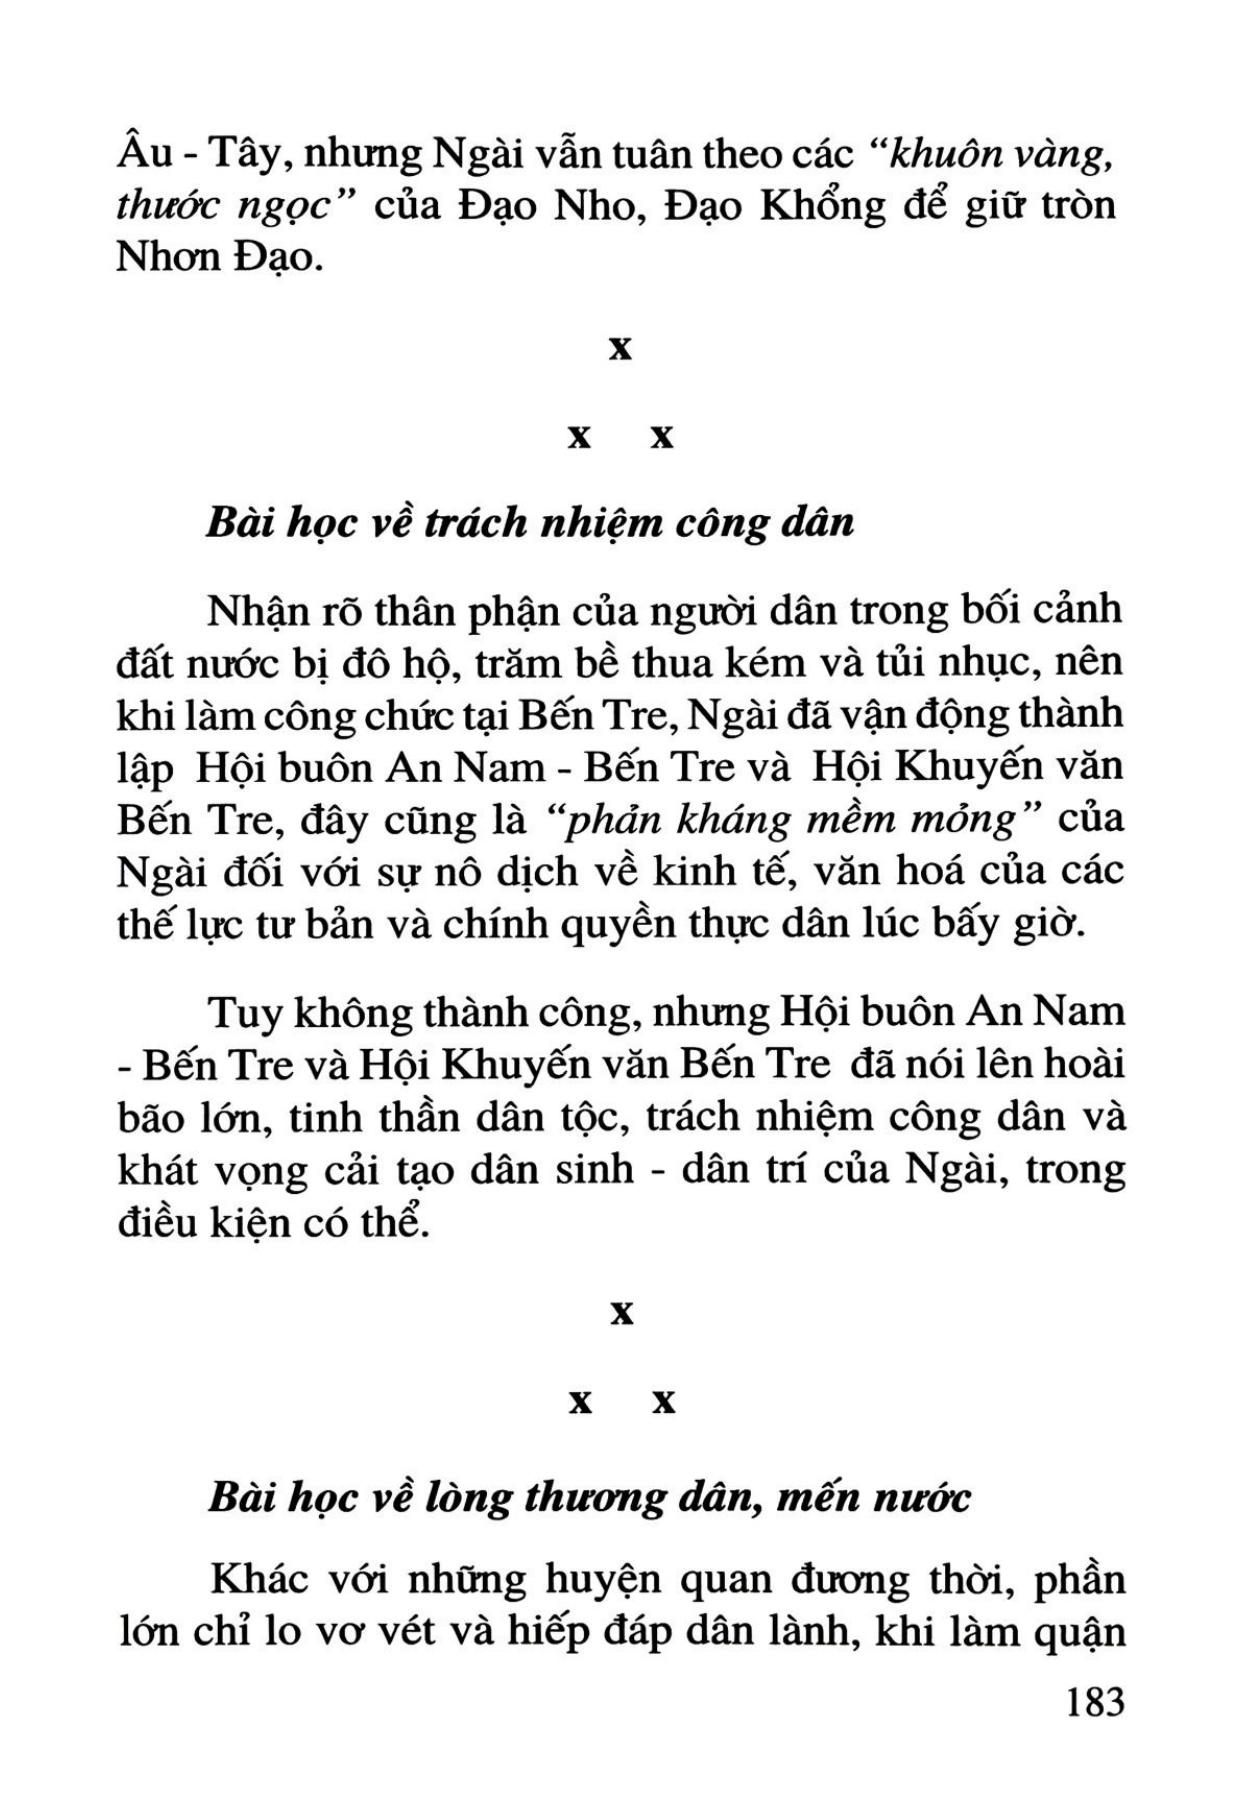 Âu - Tây, nhưng Ngài vẫn tuân theo các “khuôn vàng,
thước ngọc” của Đạo Nho, Đạo Khổng để giữ tròn
Nhơn Đạo.
x
x x
Bài học về trách nhiệm công dân
Nhận rõ thân phận của người dân trong bối cảnh
đất nước bị đô hộ, trăm bề thua kém và tủi nhục, nên
khi làm công chức tại Bến Tre, Ngài đã vận động thành
lập Hội buôn An Nam - Bến Tre và Hội Khuyến văn
Bến Tre, đây cũng là “phản kháng mềm mỏng” của
Ngài đối với sự nô dịch về kinh tế, văn hoá của các
thế lực tư bản và chính quyền thực dân lúc bấy giờ.
Tuy không thành công, nhưng Hội buôn An Nam
- Bến Tre và Hội Khuyến văn Bến Tre đã nói lên hoài
bão lớn, tinh thần dân tộc, trách nhiệm công dân và
khát vọng cải tạo dân sinh - dân trí của Ngài, trong
điều kiện có thể.
x
x x
Bài học về lòng thương dân, mến nước
Khác với những huyện quan đương thời, phần
lớn chỉ lo vơ vét và hiếp đáp dân lành, khi làm quận
183